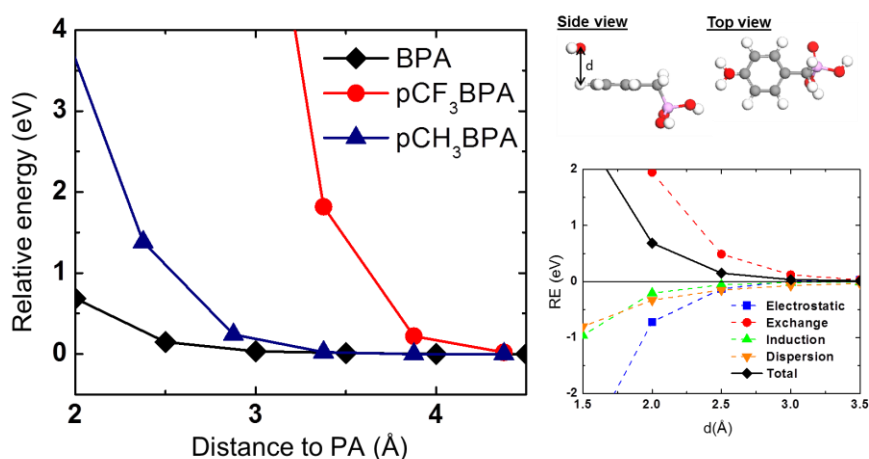 4
3
2
1
0
Relative energy (eV)
BPA
pCF₃BPA
pCH₃BPA
2
3
4
Distance to PA (Å)
Side view
Top view
d
2
1
0
-1
-2
RE (eV)
Electrostatic
Exchange
Induction
Dispersion
Total
1.5
2.0
2.5
3.0
3.5
d(Å)